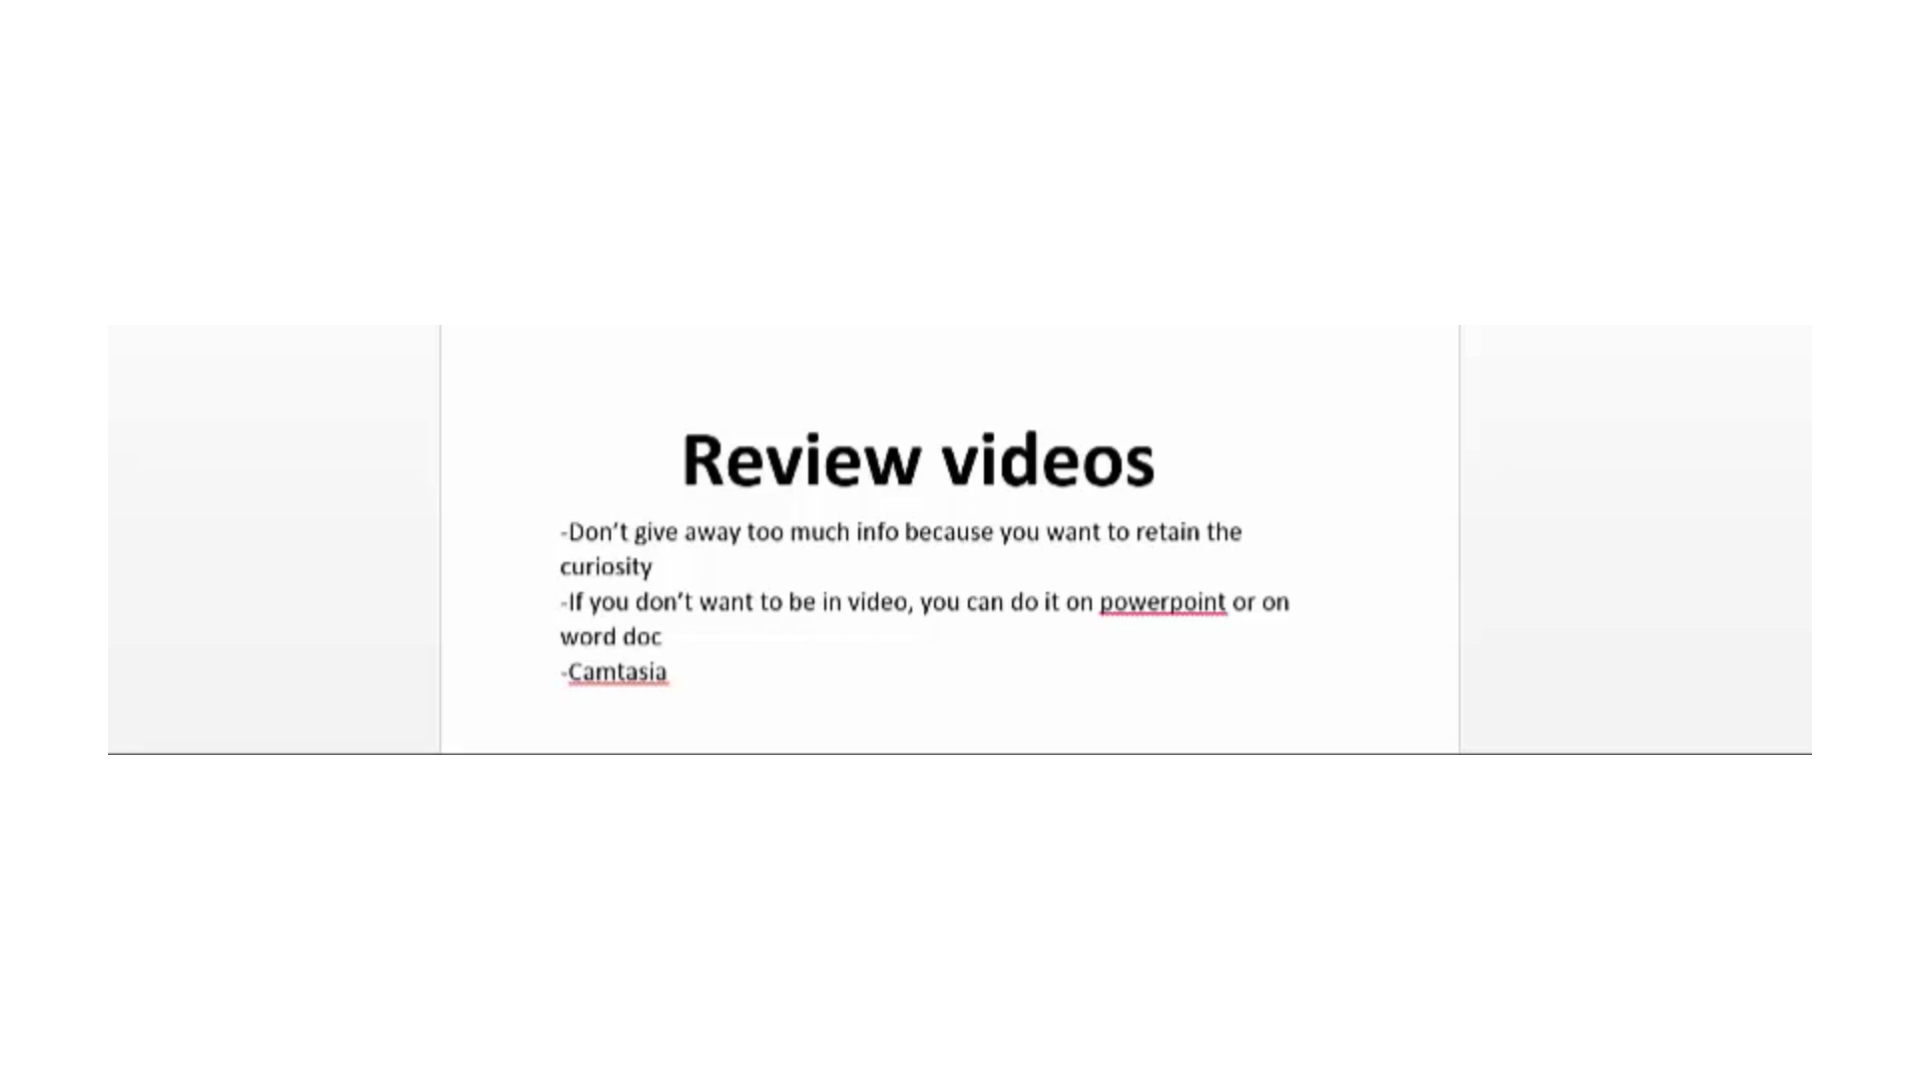 Review videos
-Don’t give away too much info because you want to retain the
curiosity
-If you don’t want to be in video, you can do it on powerpoint or on
word doc
-Camtasia